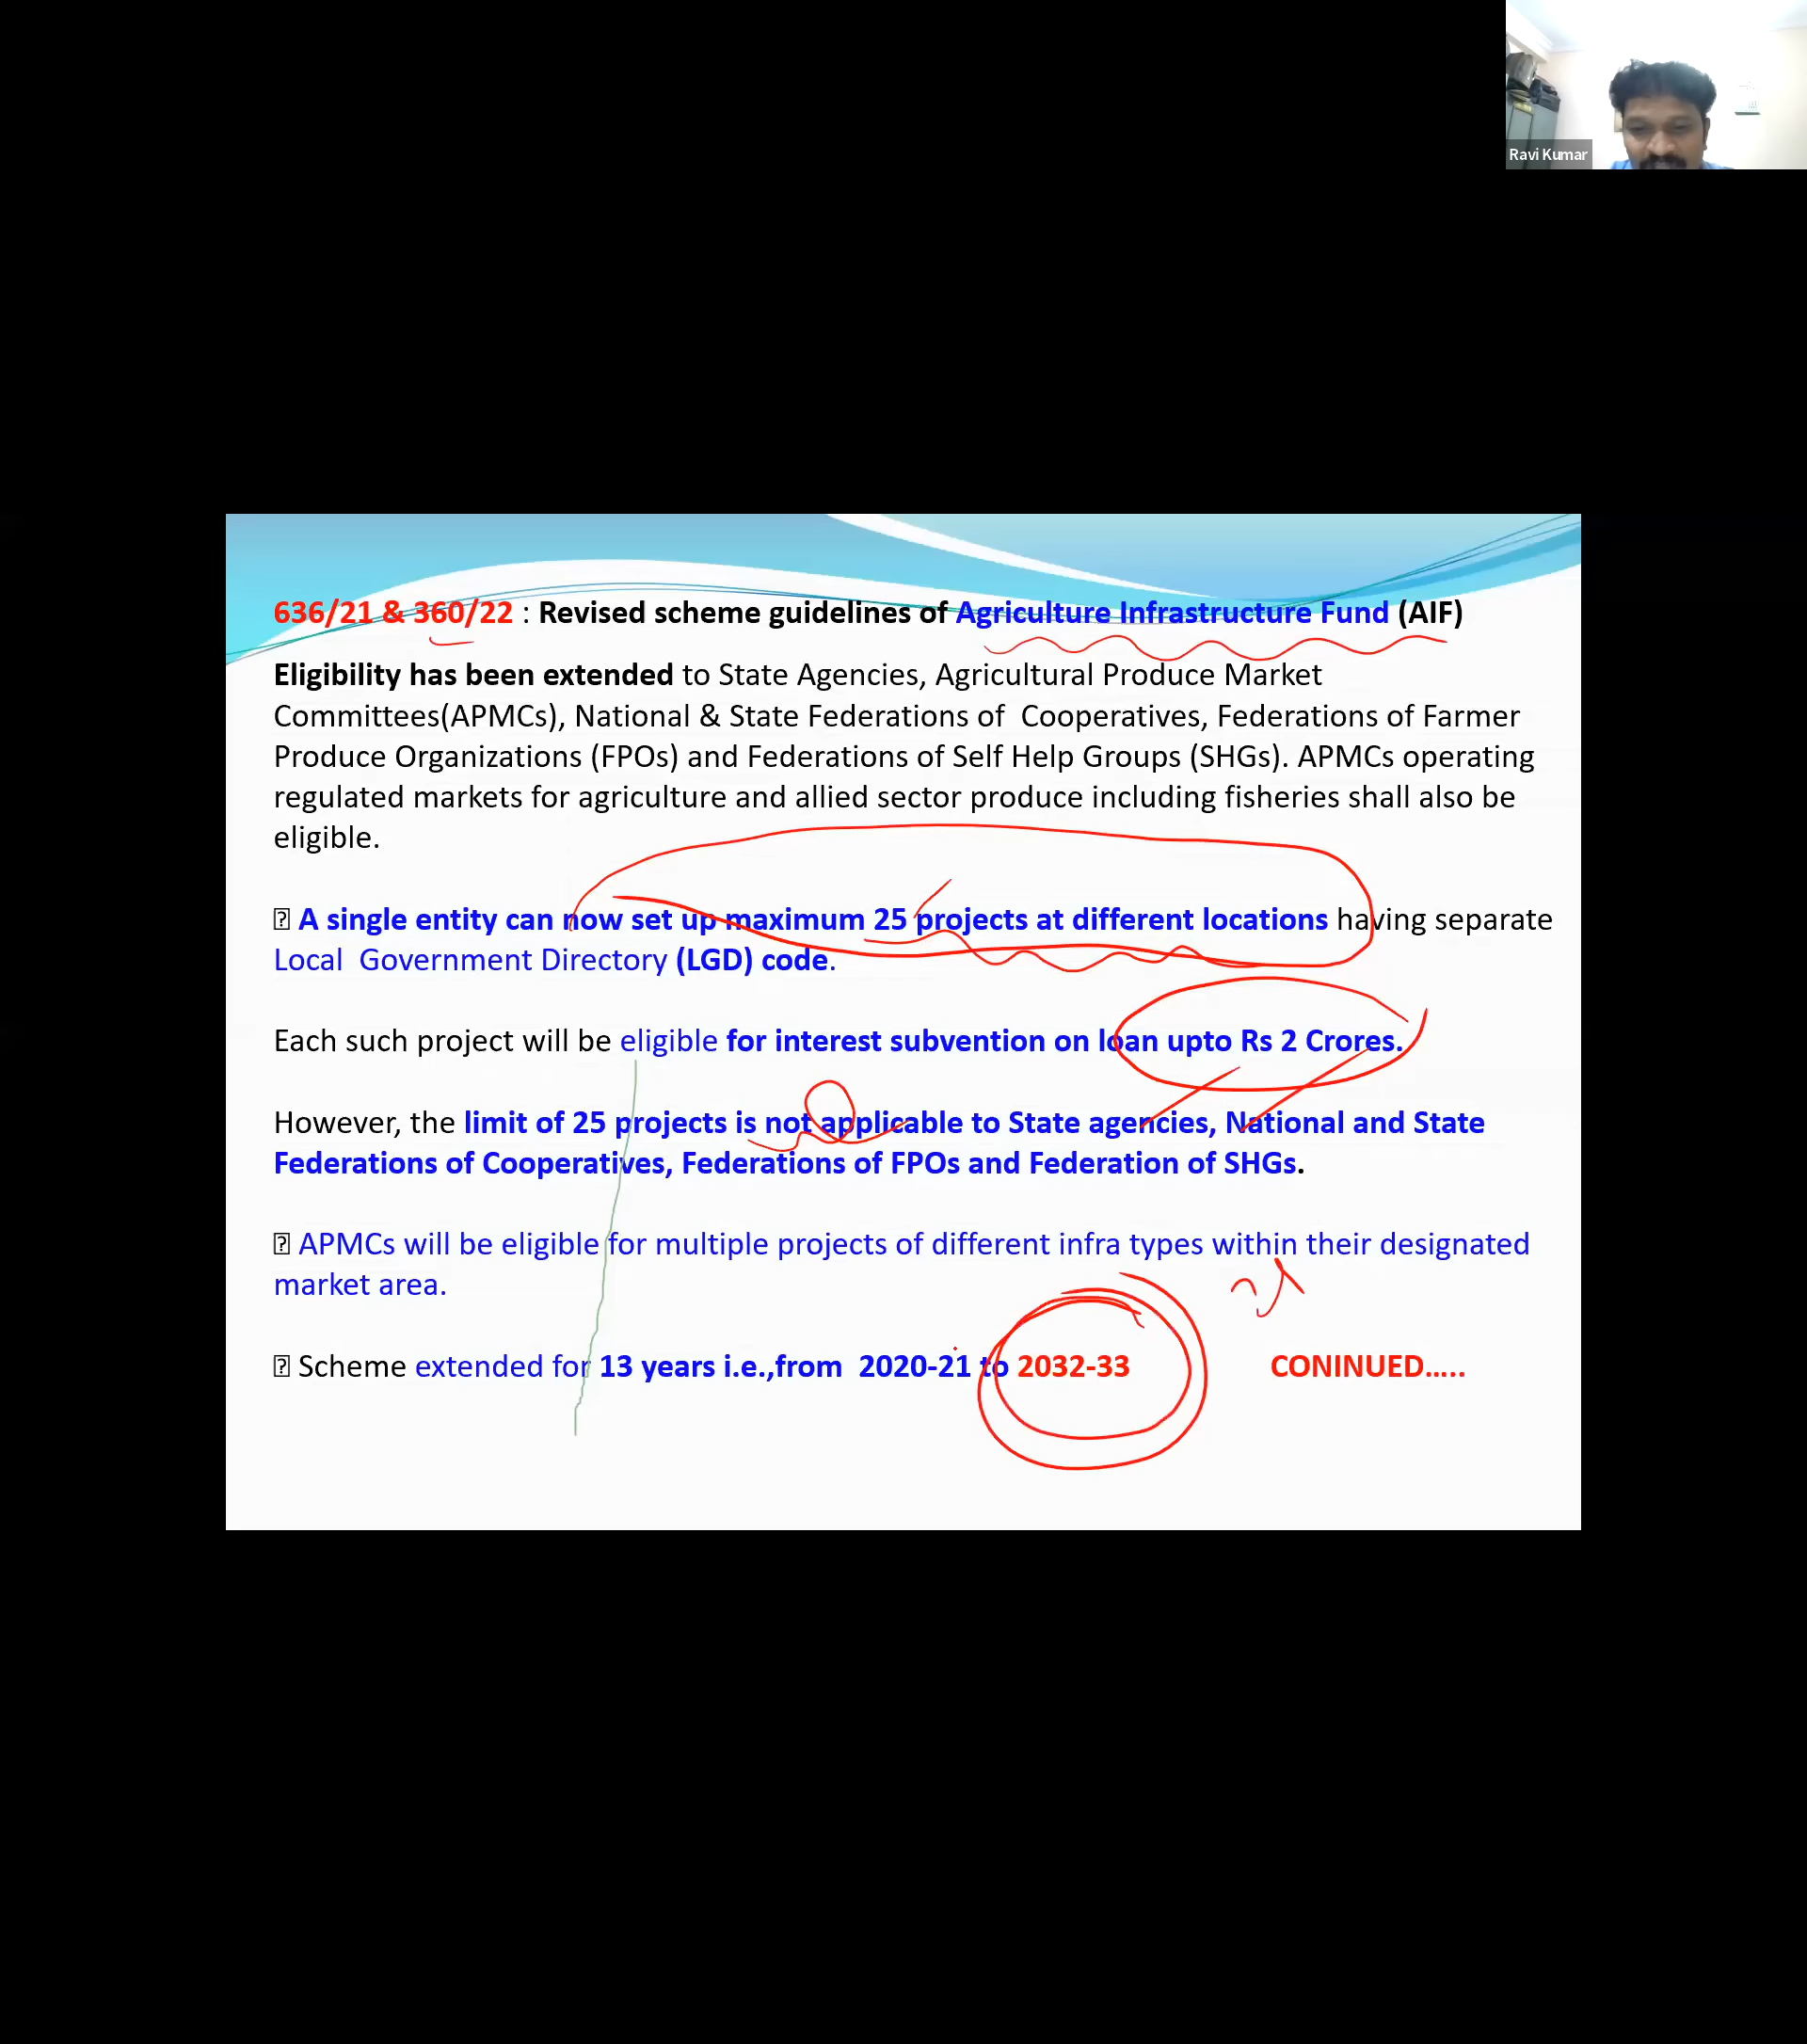 Ravi Kumar
636/21 & 360/22 : Revised scheme guidelines of Agriculture Infrastructure Fund (AIF)
Eligibility has been extended to State Agencies, Agricultural Produce Market
Committees(APMCs), National & State Federations of Cooperatives, Federations of Farmer
Produce Organizations (FPOs) and Federations of Self Help Groups (SHGs). APMCs operating
regulated markets for agriculture and allied sector produce including fisheries shall also be
eligible.
A single entity can now set up maximum 25 projects at different locations having separate
Local Government Directory (LGD) code.
Each such project will be eligible for interest subvention on loan upto Rs 2 Crores.
However, the limit of 25 projects is not applicable to State agencies, National and State
Federations of Cooperatives, Federations of FPOs and Federation of SHGs.
APMCs will be eligible for multiple projects of different infra types within their designated
market area.
Scheme extended for 13 years i.e.,from 2020-21 to 2032-33 CONINUED.....